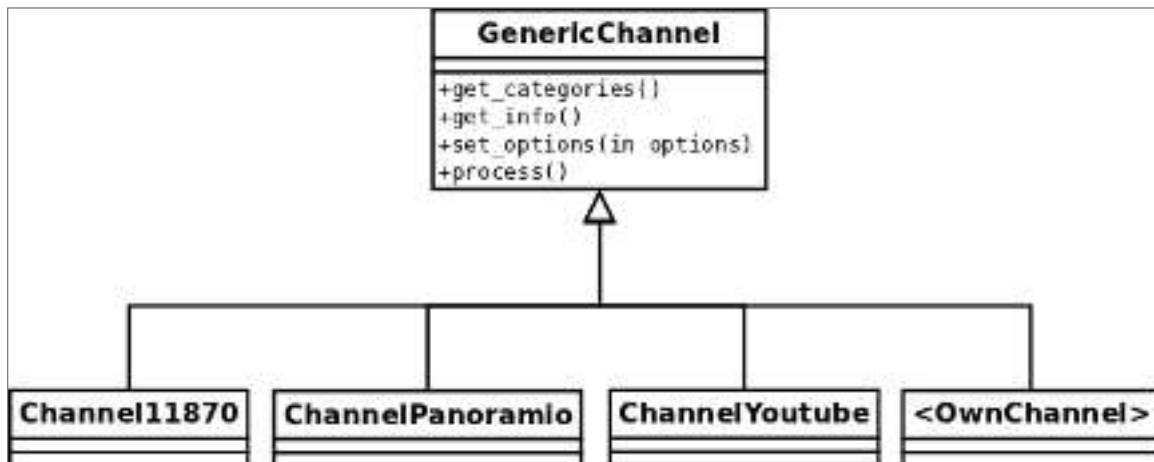 GenericChannel
+get_categories()
+get_info()
+set_options(in options)
+process()
Channel11870
ChannelPanoramio
ChannelYoutube
<OwnChannel>